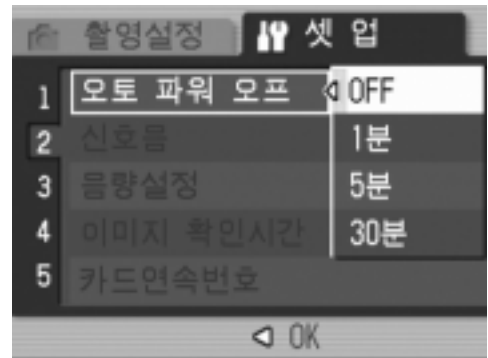 촬영설정 셋 업
1 오토 파워 오프 OFF
2 신호음 1분
3 음량설정 5분
4 이미지 확인시간 30분
5 카드연속번호
OK